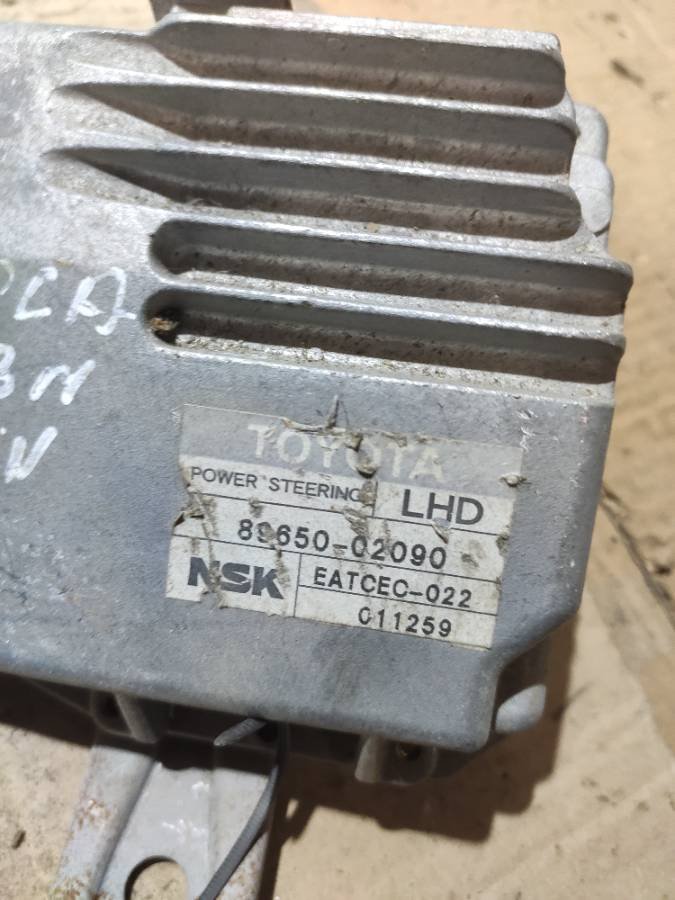 TOYOTA
POWER STEERING LHD
89650-02090
NSK EATCEC-022
011259